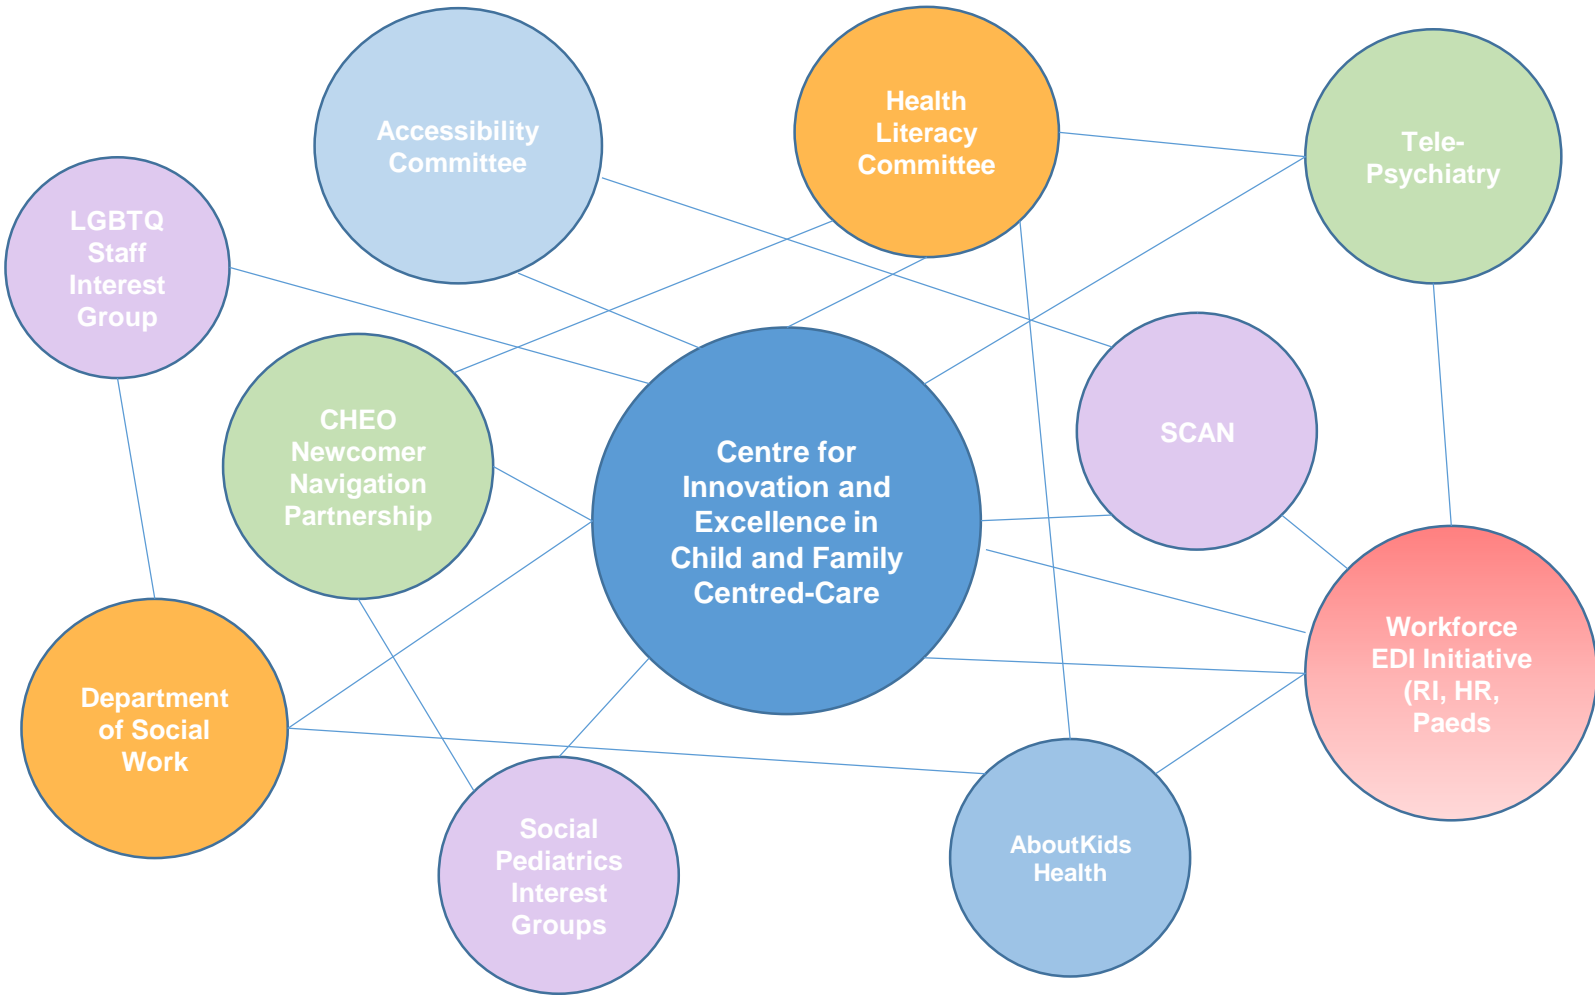 Accessibility
Committee
Health
Literacy
Committee
Tele-
Psychiatry
LGBTQ
Staff
Interest
Group
CHEO
Newcomer
Navigation
Partnership
Centre for
Innovation and
Excellence in
Child and Family
Centred-Care
SCAN
Department
of Social
Work
Workforce
EDI Initiative
(RI, HR,
Paeds
Social
Pediatrics
Interest
Groups
AboutKids
Health